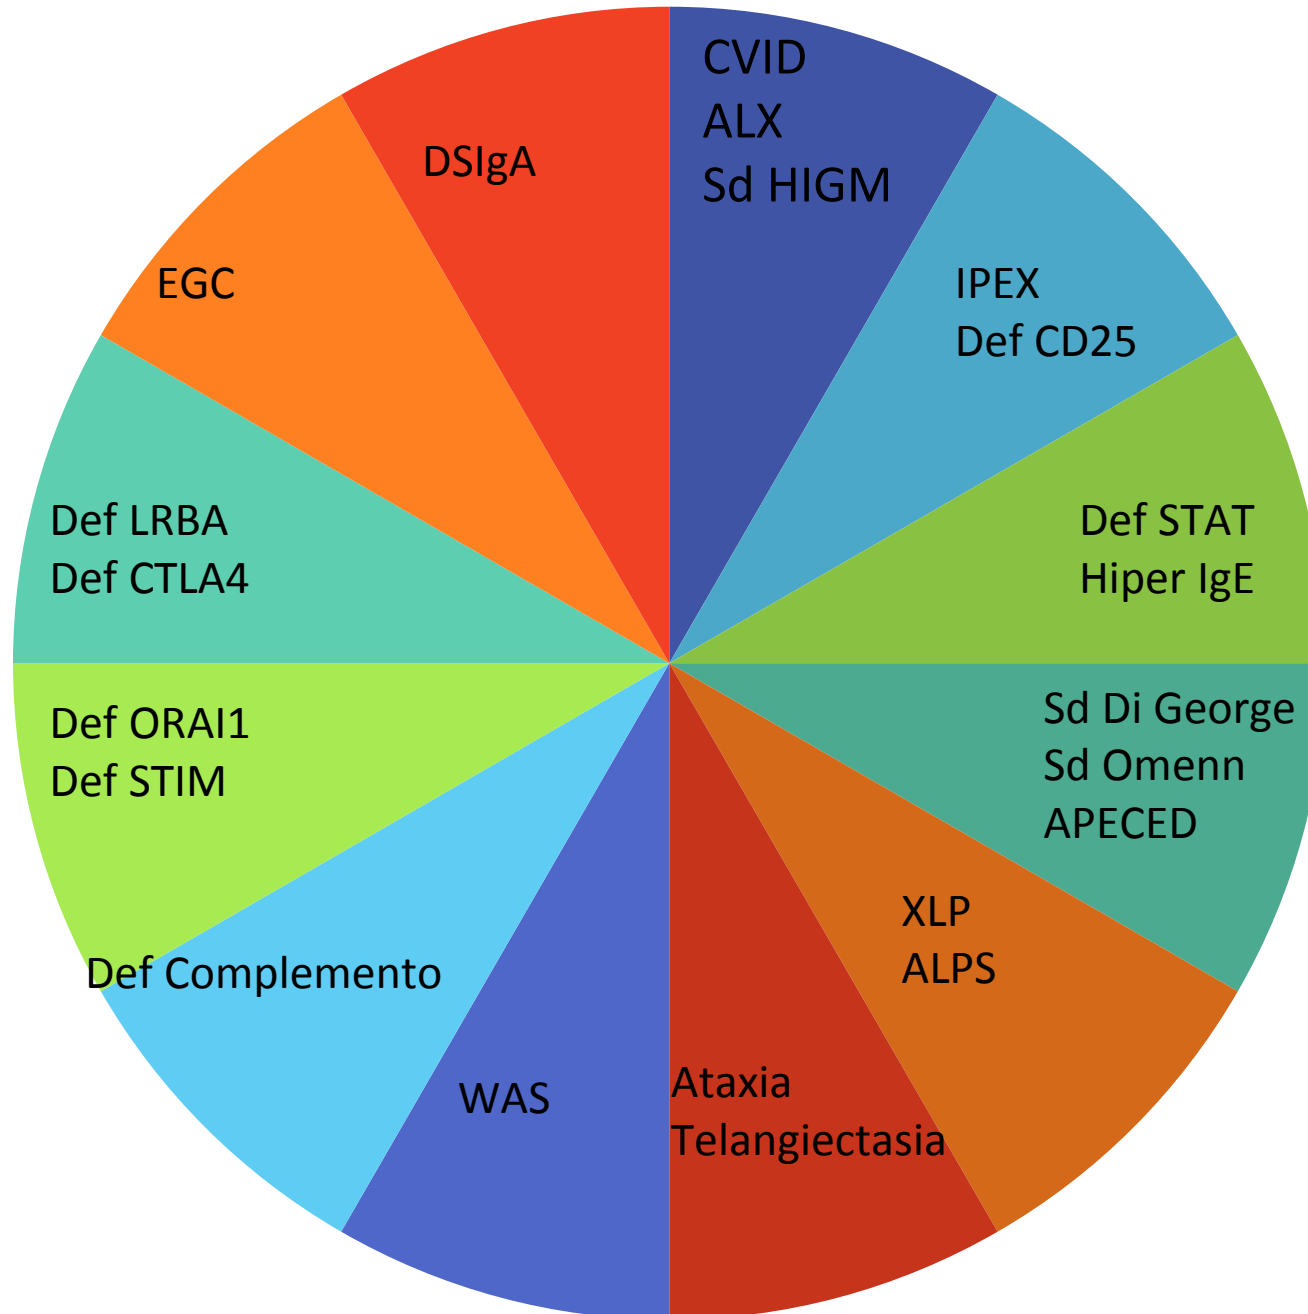 CVID
ALX
Sd HIGM
IPEX
Def CD25
Def STAT
Hiper IgE
Sd Di George
Sd Omenn
APECED
XLP
ALPS
Ataxia
Telangiectasia
WAS
Def Complemento
Def ORAI1
Def STIM
Def LRBA
Def CTLA4
EGC
DSIgA